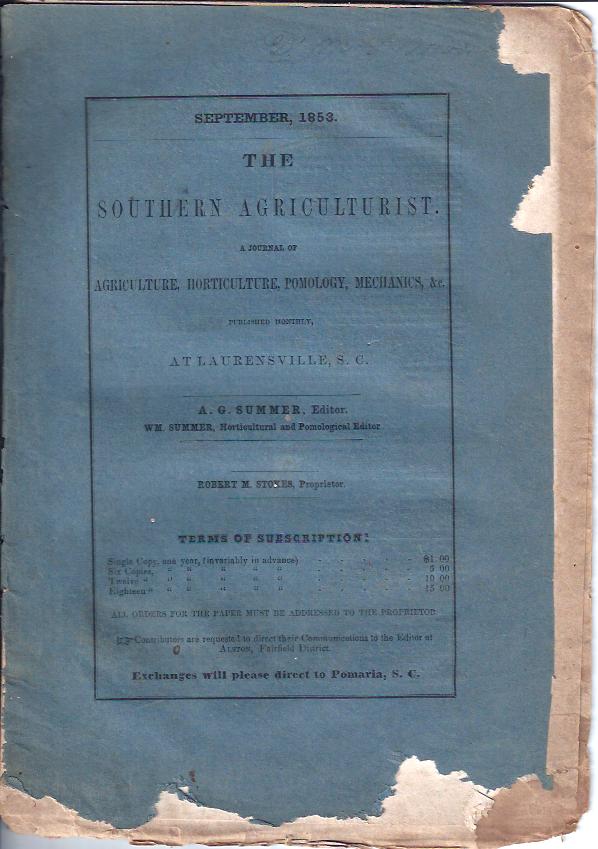 SEPTEMBER, 1853.
THE
SOUTHERN AGRICULTURIST.
A JOURNAL OF
AGRICULTURE, HORTICULTURE, POMOLOGY, MECHANICS, &c.
PUBLISHED MONTHLY,
AT LAURENSVILLE, S. C.
A. G. SUMMER, Editor.
WM. SUMMER, Horticultural and Pomological Editor
ROBERT M. STOKES, Proprietor.
TERMS OF SUBSCRIPTION:
Single Copy, one year, (invariably in advance) - - - - - $1 00
Six Copies, " " " " " - - - - - 5 00
Twelve " " " " " " - - - - - 10 00
Eighteen " " " " " " - - - - - 15 00
ALL ORDERS FOR THE PAPER MUST BE ADDRESSED TO THE PROPRIETOR
☞Contributors are requested to direct their Communications to the Editor at
ALSTON, Fairfield District.
Exchanges will please direct to Pomaria, S. C.